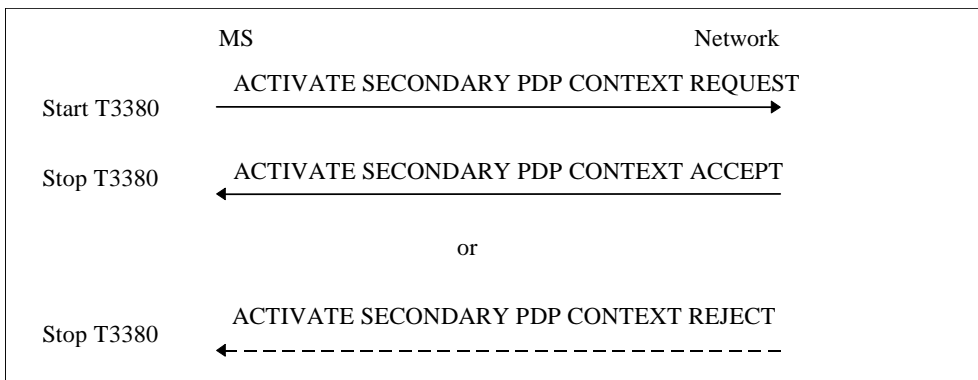 MS Network
ACTIVATE SECONDARY PDP CONTEXT REQUEST
Start T3380
ACTIVATE SECONDARY PDP CONTEXT ACCEPT
Stop T3380
or
ACTIVATE SECONDARY PDP CONTEXT REJECT
Stop T3380